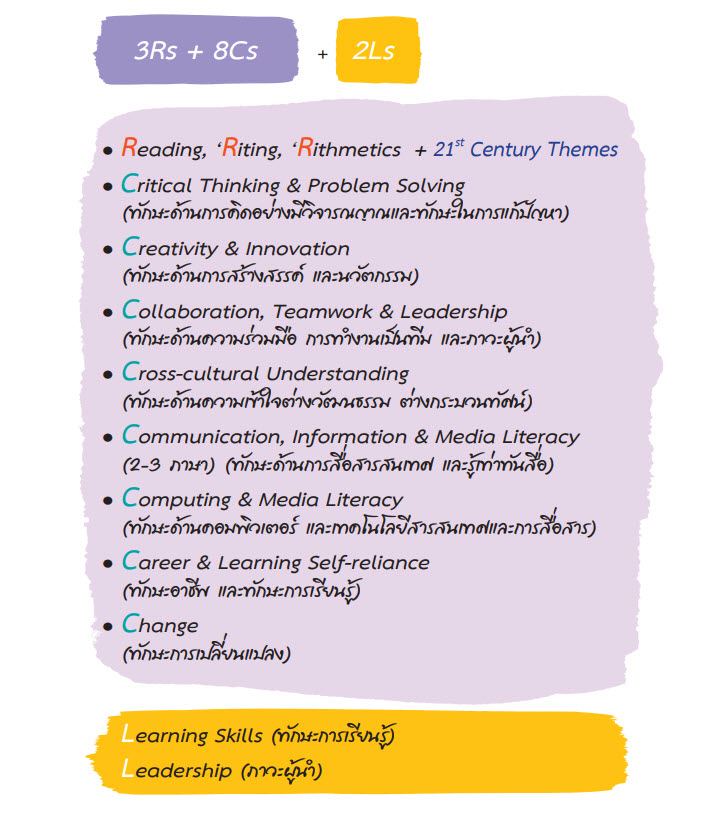 3Rs + 8Cs + 2Ls
• Reading, ‘Riting, ‘Rithmetics + 21st Century Themes
• Critical Thinking & Problem Solving
(ทักษะด้านการคิดอย่างมีวิจารณญาณและทักษะในการแก้ปัญหา)
• Creativity & Innovation
(ทักษะด้านการสร้างสรรค์ และนวัตกรรม)
• Collaboration, Teamwork & Leadership
(ทักษะด้านความร่วมมือ การทำงานเป็นทีม และภาวะผู้นำ)
• Cross-cultural Understanding
(ทักษะด้านความเข้าใจต่างวัฒนธรรม ต่างกระบวนทัศน์)
• Communication, Information & Media Literacy
(2-3 ภาษา) (ทักษะด้านการสื่อสารสนเทศ และรู้เท่าทันสื่อ)
• Computing & Media Literacy
(ทักษะด้านคอมพิวเตอร์ และเทคโนโลยีสารสนเทศและการสื่อสาร)
• Career & Learning Self-reliance
(ทักษะอาชีพ และทักษะการเรียนรู้)
• Change
(ทักษะการเปลี่ยนแปลง)
Learning Skills (ทักษะการเรียนรู้)
Leadership (ภาวะผู้นำ)